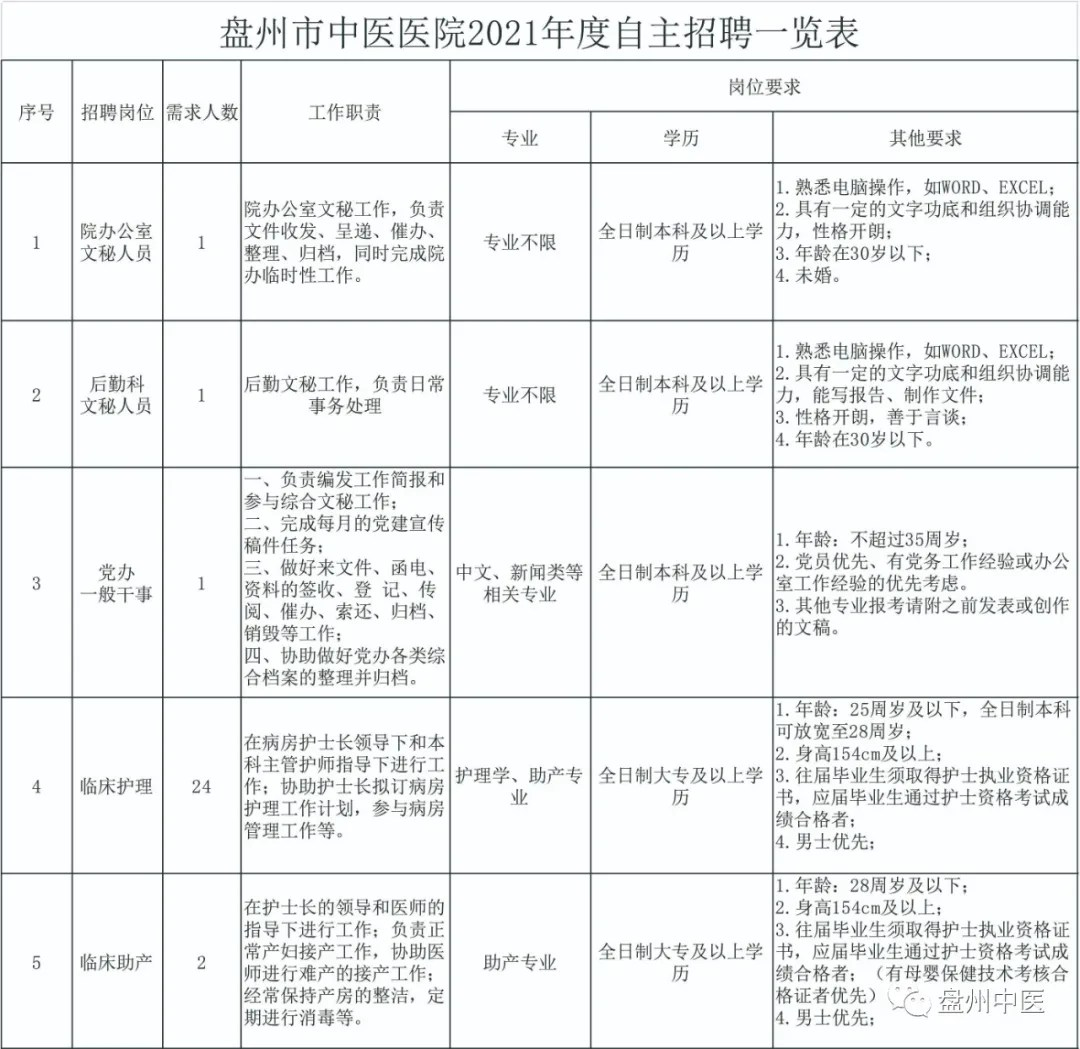 盘州市中医医院2021年度自主招聘一览表
序号
招聘岗位
需求人数
工作职责
岗位要求
专业
学历
其他要求
1
院办公室
文秘人员
1
院办公室文秘工作，负责
文件收发、呈递、催办、
整理、归档，同时完成院
办临时性工作。
专业不限
全日制本科及以上学
历
1.熟悉电脑操作，如WORD、EXCEL；
2.具有一定的文字功底和组织协调能
力，性格开朗；
3.年龄在30岁以下；
4.未婚。
2
后勤科
文秘人员
1
后勤文秘工作，负责日常
事务处理
专业不限
全日制本科及以上学
历
1.熟悉电脑操作，如WORD、EXCEL；
2.具有一定的文字功底和组织协调能
力，能写报告、制作文件；
3.性格开朗，善于言谈；
4.年龄在30岁以下。
3
党办
一般干事
1
一、负责编发工作简报和
参与综合文秘工作；
二、完成每月的党建宣传
稿件任务；
三、做好来文件、函电、
资料的签收、登 记、传
阅、催办、索还、归档、
销毁等工作；
四、协助做好党办各类综
合档案的整理并归档。
中文、新闻类等
相关专业
全日制本科及以上学
历
1.年龄：不超过35周岁；
2.党员优先、有党务工作经验或办公
室工作经验的优先考虑。
3.其他专业报考请附之前发表或创作
的文稿。
4
临床护理
24
在病房护士长领导下和本
科主管护师指导下进行工
作；协助护士长拟订病房
护理工作计划，参与病房
管理工作等。
护理学、助产专
业
全日制大专及以上学
历
1.年龄：25周岁及以下，全日制本科
可放宽至28周岁；
2.身高154cm及以上；
3.往届毕业生须取得护士执业资格证
书，应届毕业生通过护士资格考试成
绩合格者；
4.男士优先；
5
临床助产
2
在护士长的领导和医师的
指导下进行工作；负责正
常产妇接产工作，协助医
师进行难产的接产工作；
经常保持产房的整洁，定
期进行消毒等。
助产专业
全日制大专及以上学
历
1.年龄：28周岁及以下；
2.身高154cm及以上；
3.往届毕业生须取得护士执业资格证
书，应届毕业生通过护士资格考试成
绩合格者；（有母婴保健技术考核合
格证者优先）
4.男士优先；
盘州中医